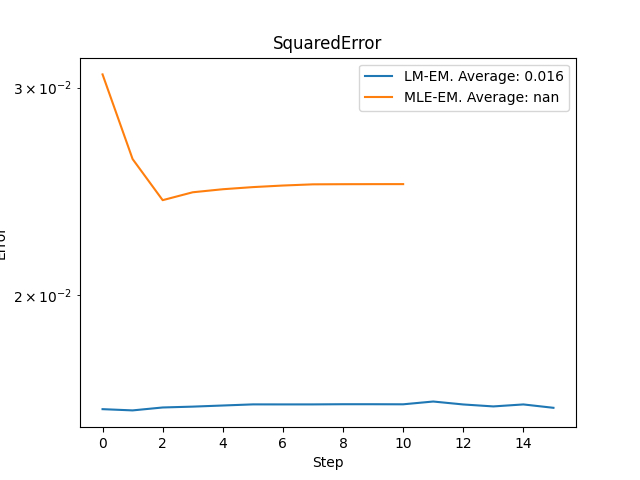 SquaredError
LM-EM. Average: 0.016
MLE-EM. Average: nan
3 × 10⁻²
2 × 10⁻²
Error
0 2 4 6 8 10 12 14
Step